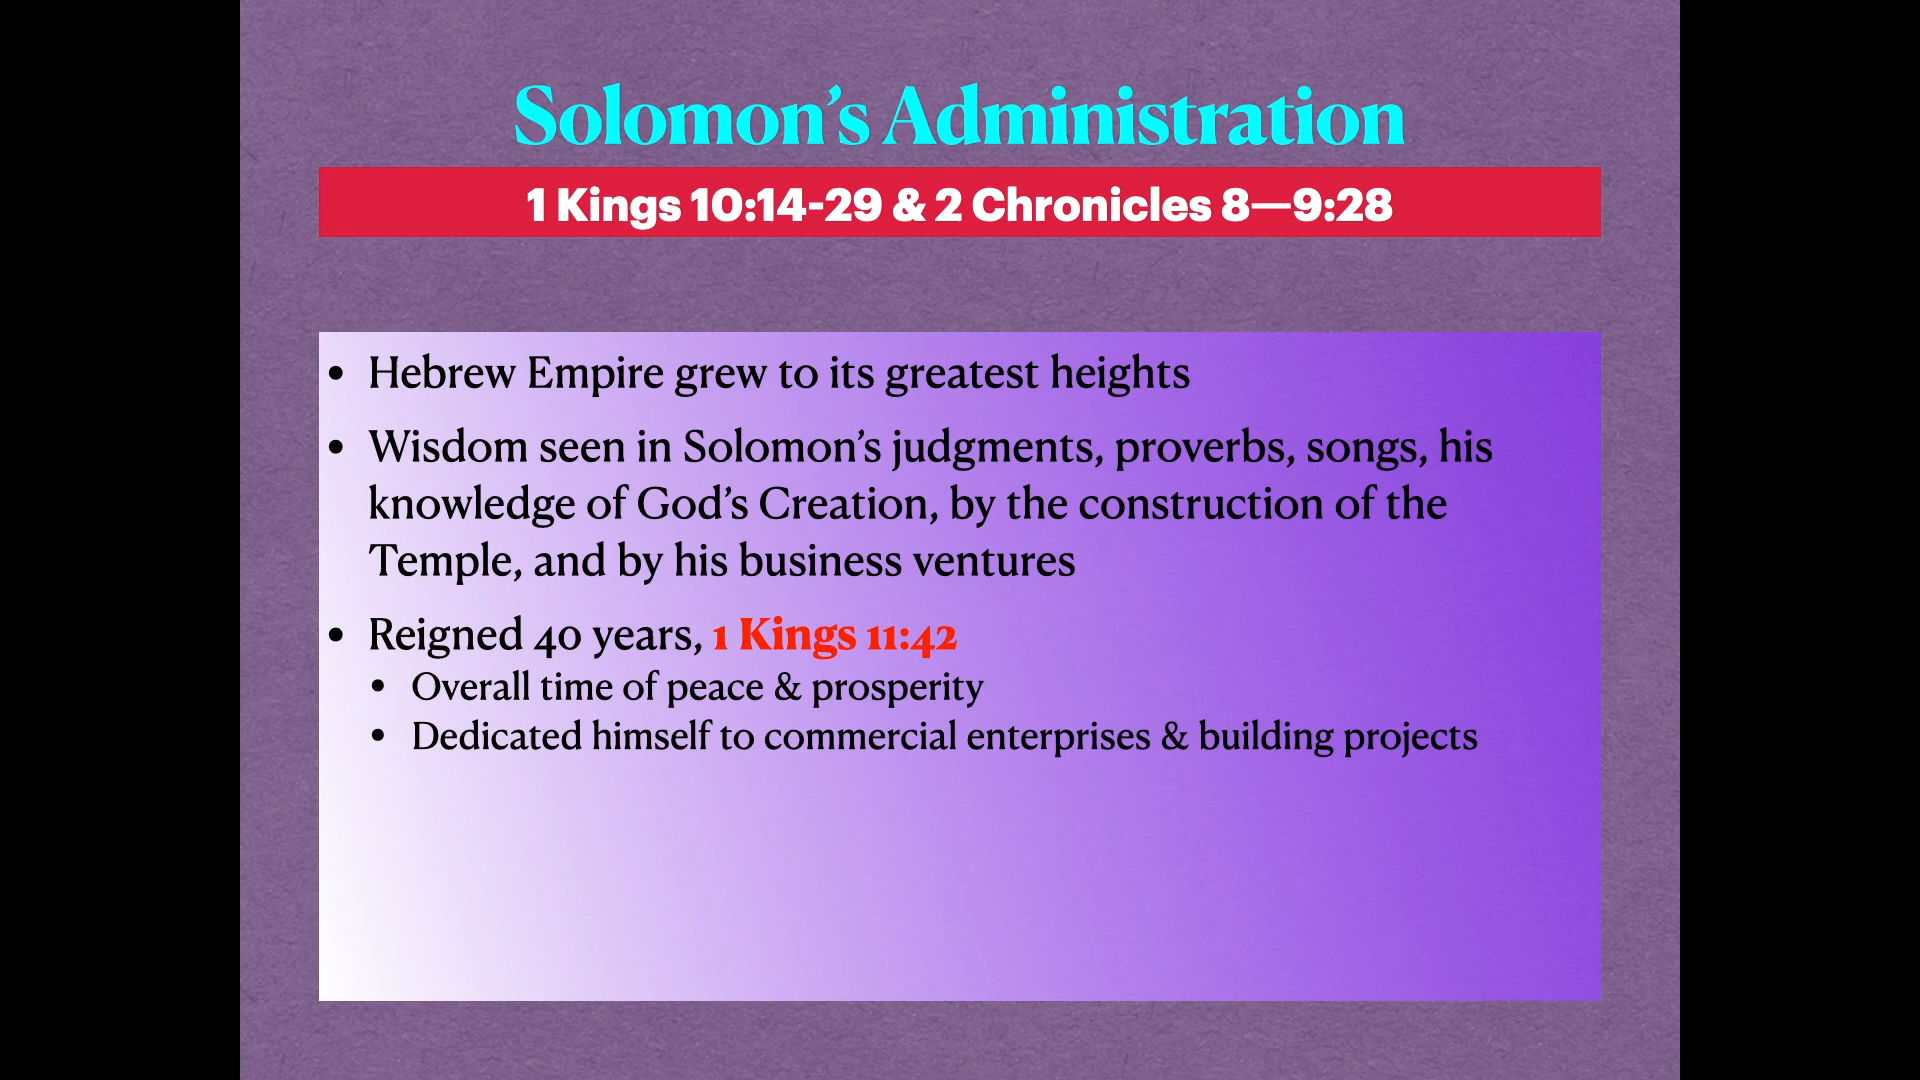 Solomon’s Administration
1 Kings 10:14-29 & 2 Chronicles 8—9:28
• Hebrew Empire grew to its greatest heights
• Wisdom seen in Solomon’s judgments, proverbs, songs, his
knowledge of God’s Creation, by the construction of the
Temple, and by his business ventures
• Reigned 40 years, 1 Kings 11:42
• Overall time of peace & prosperity
• Dedicated himself to commercial enterprises & building projects